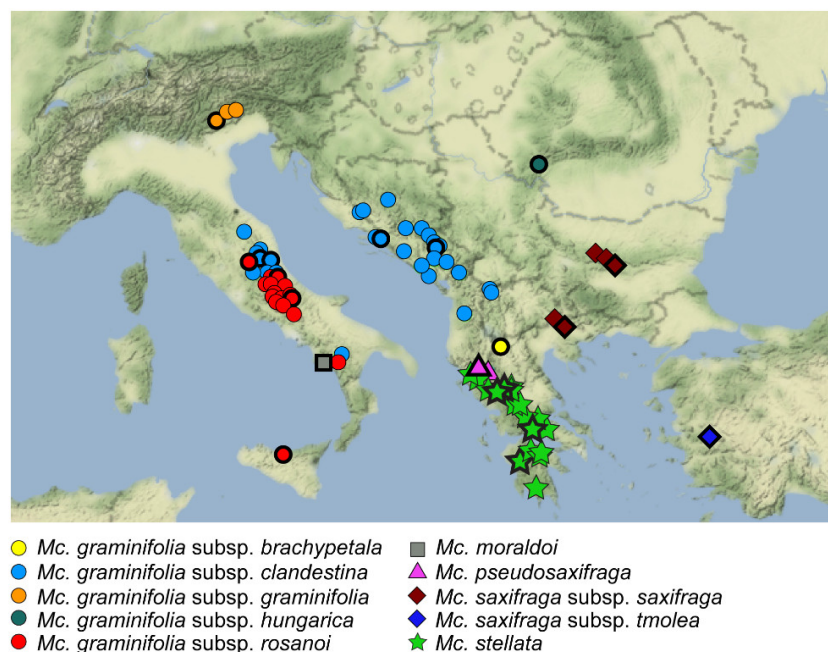 Mc. graminifolia subsp. brachypetala
Mc. graminifolia subsp. clandestina
Mc. graminifolia subsp. graminifolia
Mc. graminifolia subsp. hungarica
Mc. graminifolia subsp. rosanoi
Mc. moraldoi
Mc. pseudosaxifraga
Mc. saxifraga subsp. saxifraga
Mc. saxifraga subsp. tmolea
Mc. stellata